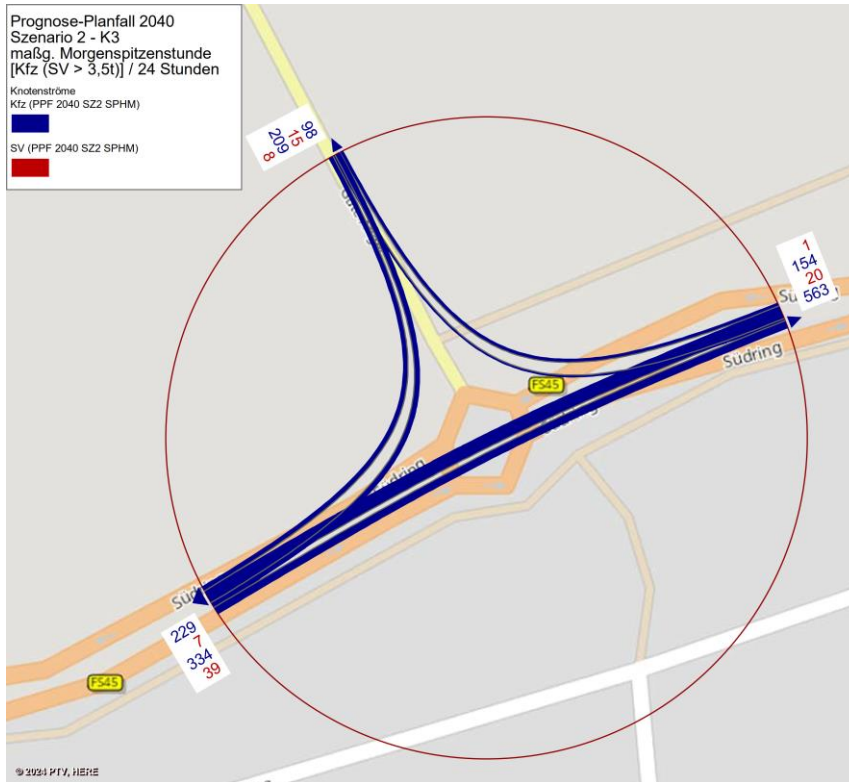 Prognose-Planfall 2040
Szenario 2 - K3
maßg. Morgenspitzenstunde
[Kfz (SV > 3,5t)] / 24 Stunden
Knotenströme
Kfz (PPF 2040 SZ2 SPHM)
SV (PPF 2040 SZ2 SPHM)
98
15
209
8
1
154
20
563
Südring
FS45
Südring
229
7
334
39
FS45
© 2024 PTV, HERE